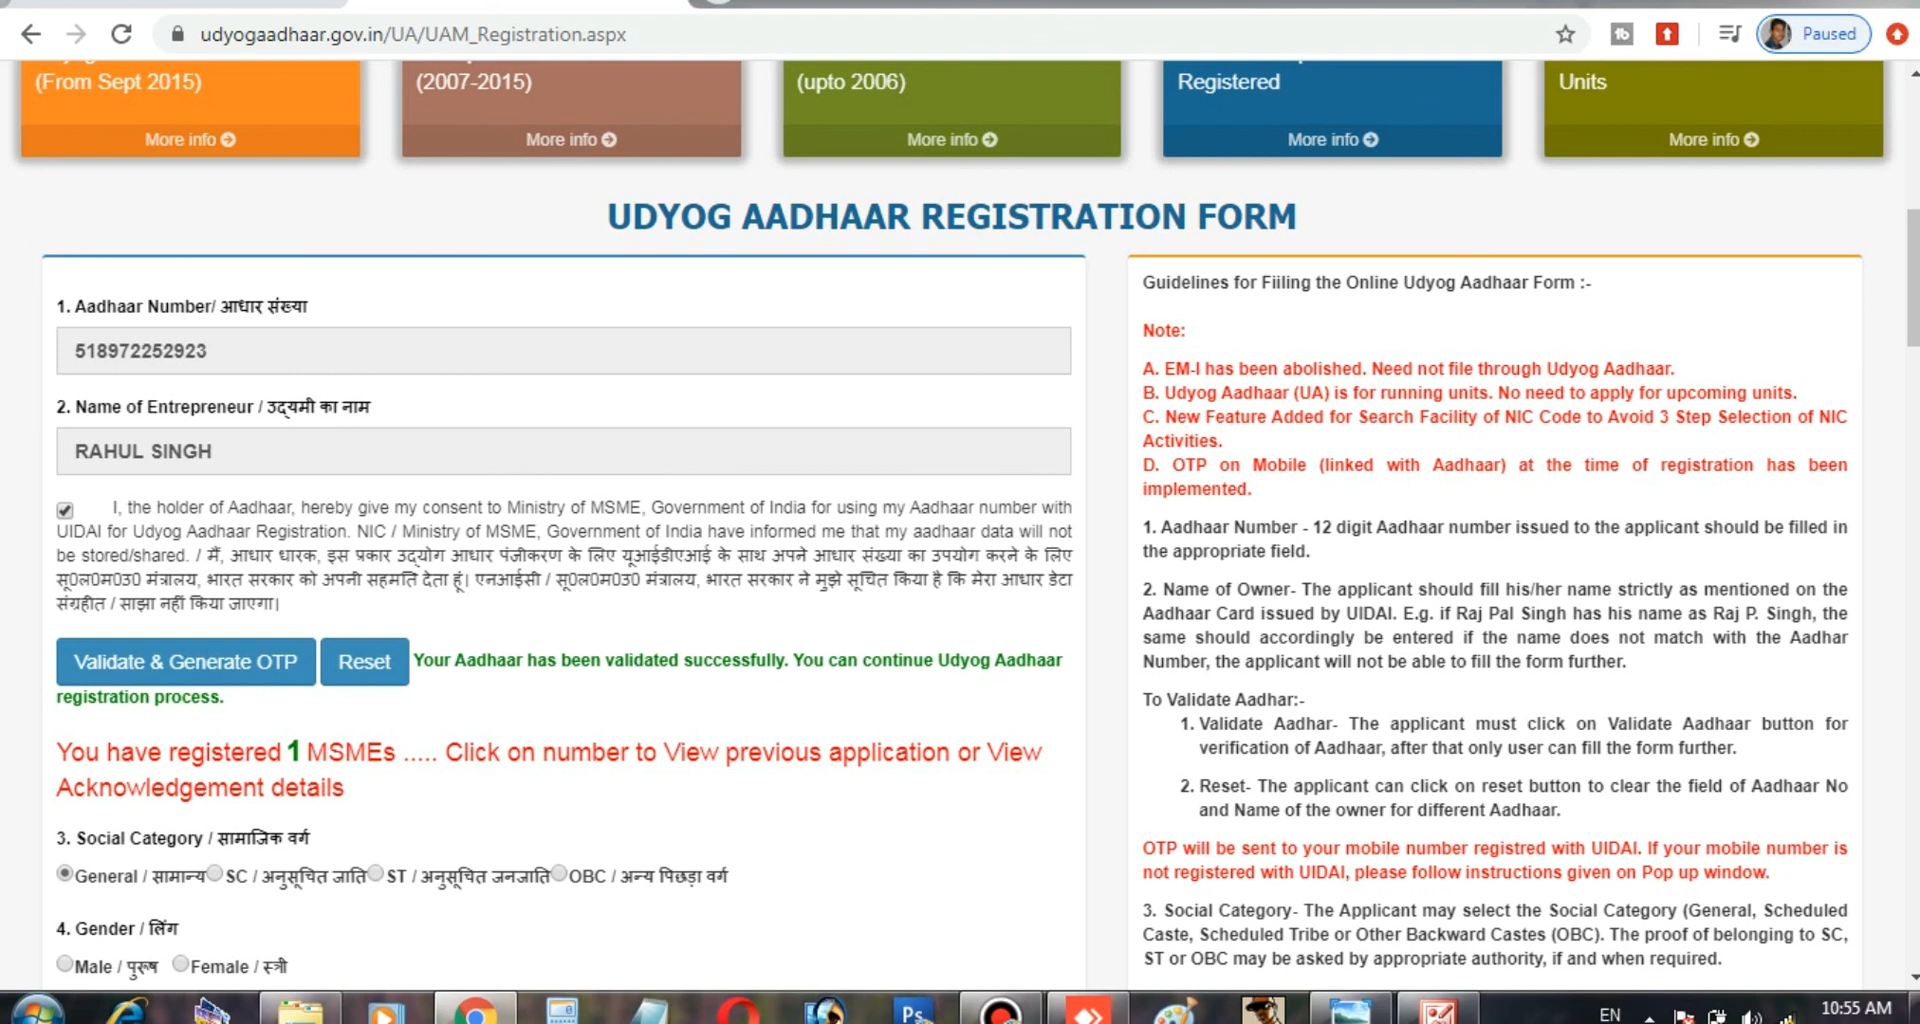 udyogaadhaar.gov.in/UA/UAM_Registration.aspx
Paused
(From Sept 2015)
(2007-2015)
(upto 2006)
Registered
Units
More info
More info
More info
More info
More info
UDYOG AADHAAR REGISTRATION FORM
1. Aadhaar Number/ आधार संख्या
518972252923
2. Name of Entrepreneur / उद्यमी का नाम
RAHUL SINGH
I, the holder of Aadhaar, hereby give my consent to Ministry of MSME, Government of India for using my Aadhaar number with
UIDAI for Udyog Aadhaar Registration. NIC / Ministry of MSME, Government of India have informed me that my aadhaar data will not
be stored/shared. / मैं, आधार धारक, इस प्रकार उद्योग आधार पंजीकरण के लिए यूआईडीएआई के साथ अपने आधार संख्या का उपयोग करने के लिए
सू0ल0म0उ0 मंत्रालय, भारत सरकार को अपनी सहमति देता हूं। एनआईसी / सू0ल0म0उ0 मंत्रालय, भारत सरकार ने मुझे सूचित किया है कि मेरा आधार डेटा
संग्रहीत / साझा नहीं किया जाएगा।
Validate & Generate OTP
Reset
Your Aadhaar has been validated successfully. You can continue Udyog Aadhaar
registration process.
You have registered 1 MSMEs ..... Click on number to View previous application or View
Acknowledgement details
3. Social Category / सामाजिक वर्ग
General / सामान्य SC / अनुसूचित जाति ST / अनुसूचित जनजाति OBC / अन्य पिछड़ा वर्ग
4. Gender / लिंग
Male / पुरूष Female / स्त्री
Guidelines for Fiiling the Online Udyog Aadhaar Form :-
Note:
A. EM-I has been abolished. Need not file through Udyog Aadhaar.
B. Udyog Aadhaar (UA) is for running units. No need to apply for upcoming units.
C. New Feature Added for Search Facility of NIC Code to Avoid 3 Step Selection of NIC
Activities.
D. OTP on Mobile (linked with Aadhaar) at the time of registration has been
implemented.
1. Aadhaar Number - 12 digit Aadhaar number issued to the applicant should be filled in
the appropriate field.
2. Name of Owner- The applicant should fill his/her name strictly as mentioned on the
Aadhaar Card issued by UIDAI. E.g. if Raj Pal Singh has his name as Raj P. Singh, the
same should accordingly be entered if the name does not match with the Aadhar
Number, the applicant will not be able to fill the form further.
To Validate Aadhar:-
1. Validate Aadhar- The applicant must click on Validate Aadhaar button for
verification of Aadhaar, after that only user can fill the form further.
2. Reset- The applicant can click on reset button to clear the field of Aadhaar No
and Name of the owner for different Aadhaar.
OTP will be sent to your mobile number registred with UIDAI. If your mobile number is
not registered with UIDAI, please follow instructions given on Pop up window.
3. Social Category- The Applicant may select the Social Category (General, Scheduled
Caste, Scheduled Tribe or Other Backward Castes (OBC). The proof of belonging to SC,
ST or OBC may be asked by appropriate authority, if and when required.
Ps
EN
10:55 AM